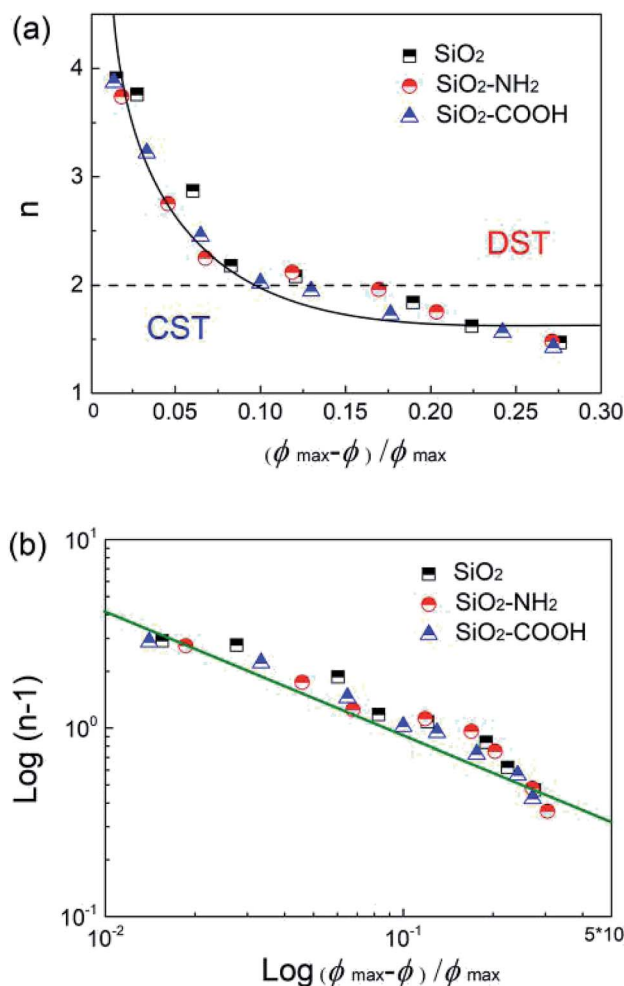 (a)
SiO₂
SiO₂-NH₂
SiO₂-COOH
4
3
2
1
n
DST
CST
0 0.05 0.10 0.15 0.20 0.25 0.30
(ϕ max-ϕ) /ϕ max
(b)
SiO₂
SiO₂-NH₂
SiO₂-COOH
10¹
10⁰
10⁻¹
Log (n-1)
10⁻² 10⁻¹ 5*10
Log (ϕ max-ϕ) /ϕ max